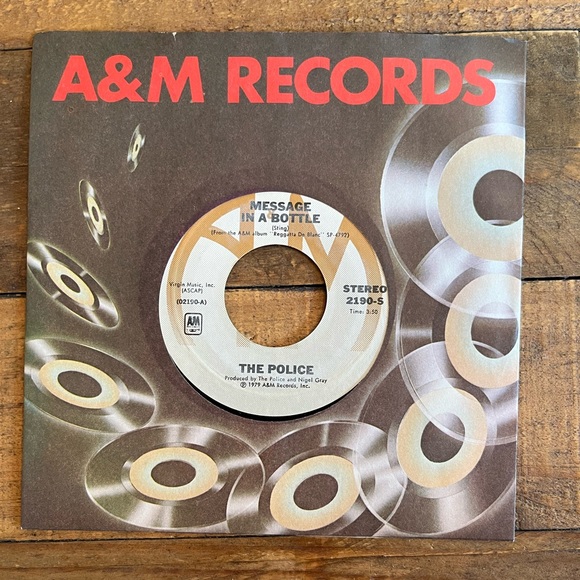 A&M RECORDS
MESSAGE
IN A BOTTLE
(Sting)
(From the A&M album "Reggatta De Blanc" SP-4792)
Virgin Music, Inc.
(ASCAP)
(02190-A)
STEREO
2190-S
Time: 3:50
A&M
THE POLICE
Produced by The Police and Nigel Gray
℗ 1979 A&M Records, Inc.